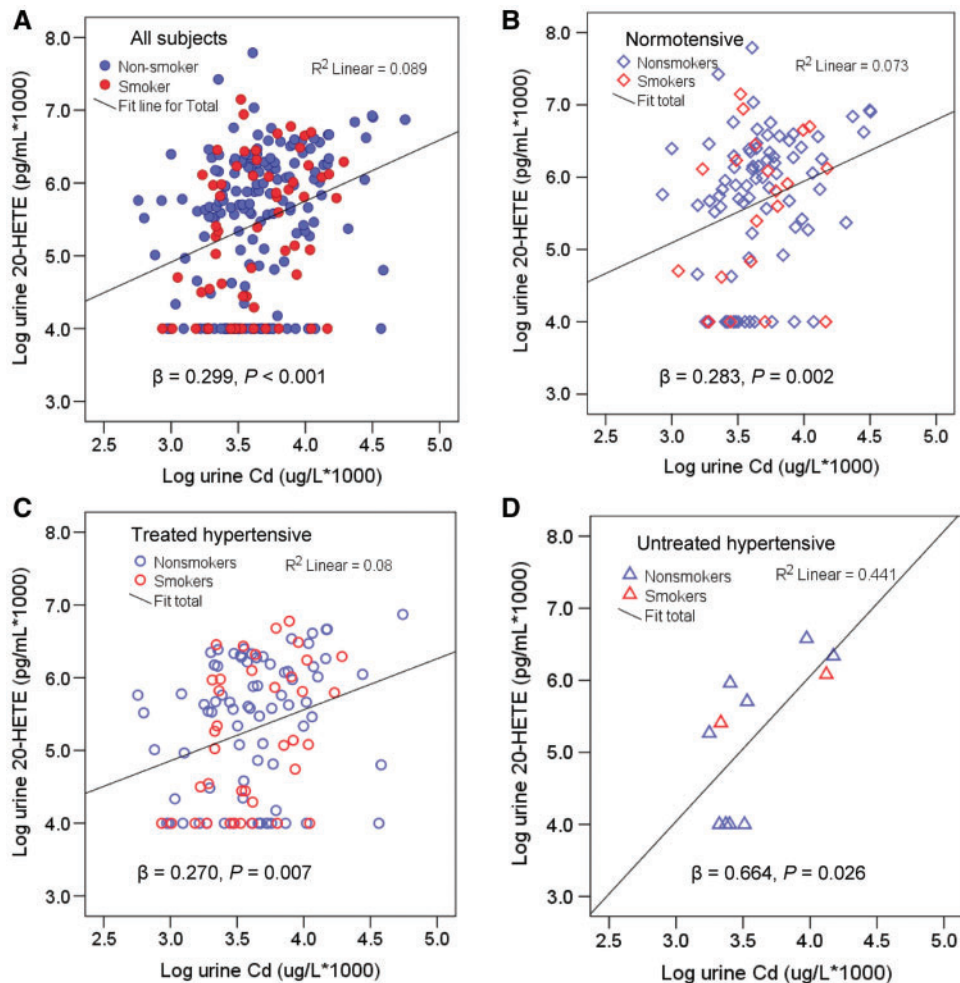 A
All subjects
Non-smoker
Smoker
Fit line for Total
R² Linear = 0.089
8.0
7.0
6.0
5.0
4.0
3.0
Log urine 20-HETE (pg/mL*1000)
β = 0.299, P < 0.001
2.5 3.0 3.5 4.0 4.5 5.0
Log urine Cd (ug/L*1000)
B
Normotensive
Nonsmokers
Smokers
Fit total
R² Linear = 0.073
8.0
7.0
6.0
5.0
4.0
3.0
Log urine 20-HETE (pg/mL*1000)
β = 0.283, P = 0.002
2.5 3.0 3.5 4.0 4.5 5.0
Log urine Cd (ug/L*1000)
C
Treated hypertensive
Nonsmokers
Smokers
Fit total
R² Linear = 0.08
8.0
7.0
6.0
5.0
4.0
3.0
Log urine 20-HETE (pg/mL*1000)
β = 0.270, P = 0.007
2.5 3.0 3.5 4.0 4.5 5.0
Log urine Cd (ug/L*1000)
D
Untreated hypertensive
Nonsmokers
Smokers
Fit total
R² Linear = 0.441
8.0
7.0
6.0
5.0
4.0
3.0
Log urine 20-HETE (pg/mL*1000)
β = 0.664, P = 0.026
2.5 3.0 3.5 4.0 4.5 5.0
Log urine Cd (ug/L*1000)